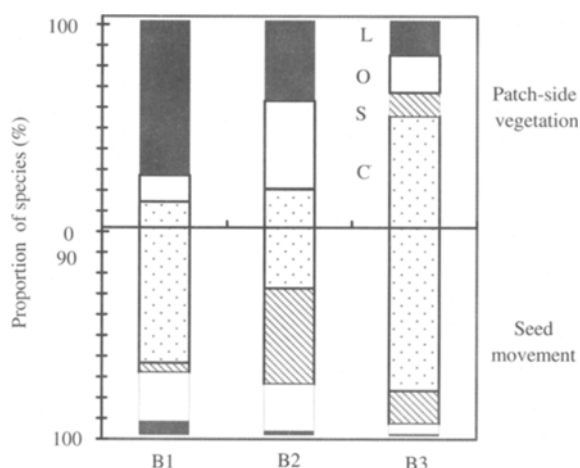 100
L
O
S
C
Patch-side
vegetation
Proportion of species (%)
0
90
Seed
movement
100
B1
B2
B3